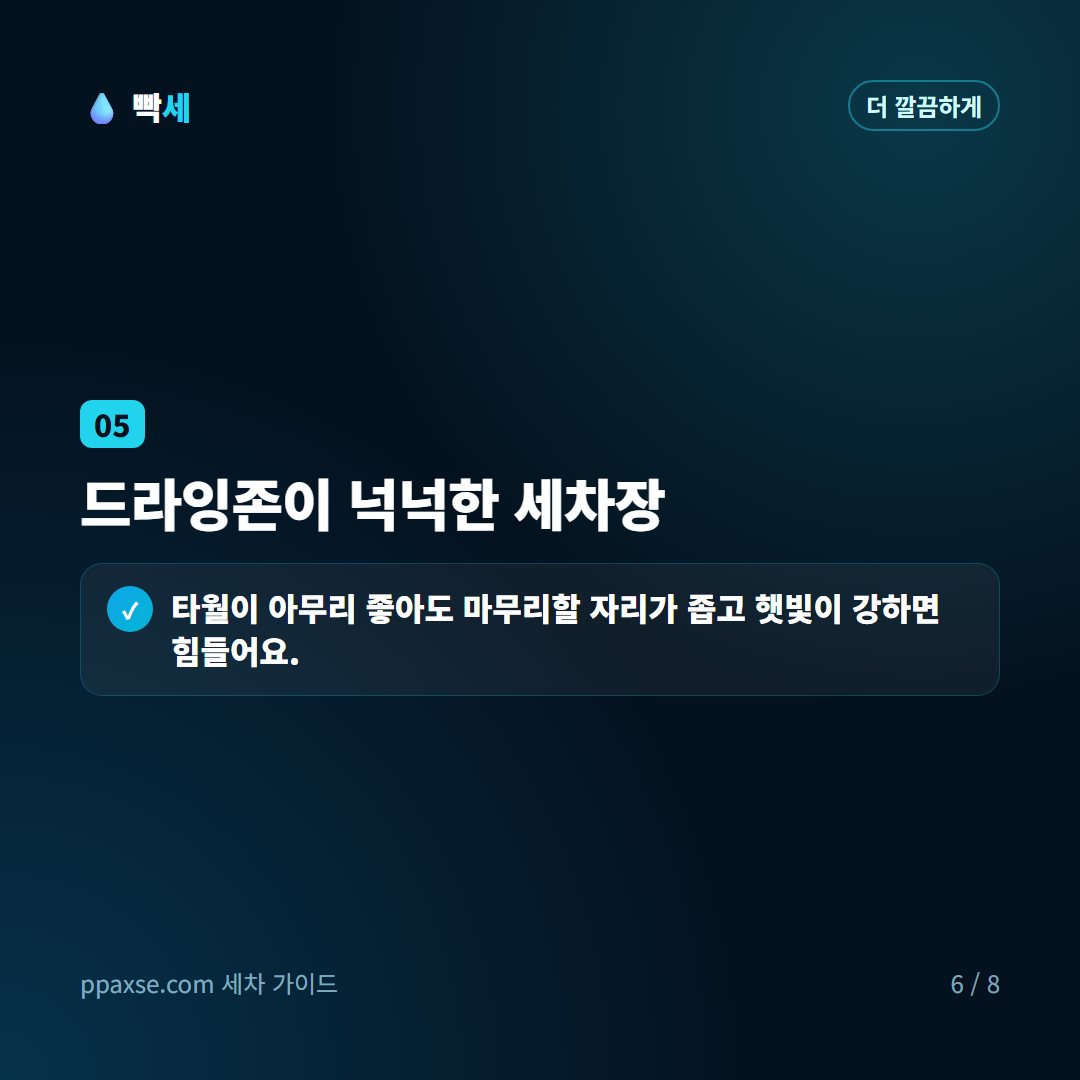 빡세
더 깔끔하게
05
드라잉존이 넉넉한 세차장
타월이 아무리 좋아도 마무리할 자리가 좁고 햇빛이 강하면
힘들어요.
ppaxse.com 세차 가이드
6 / 8